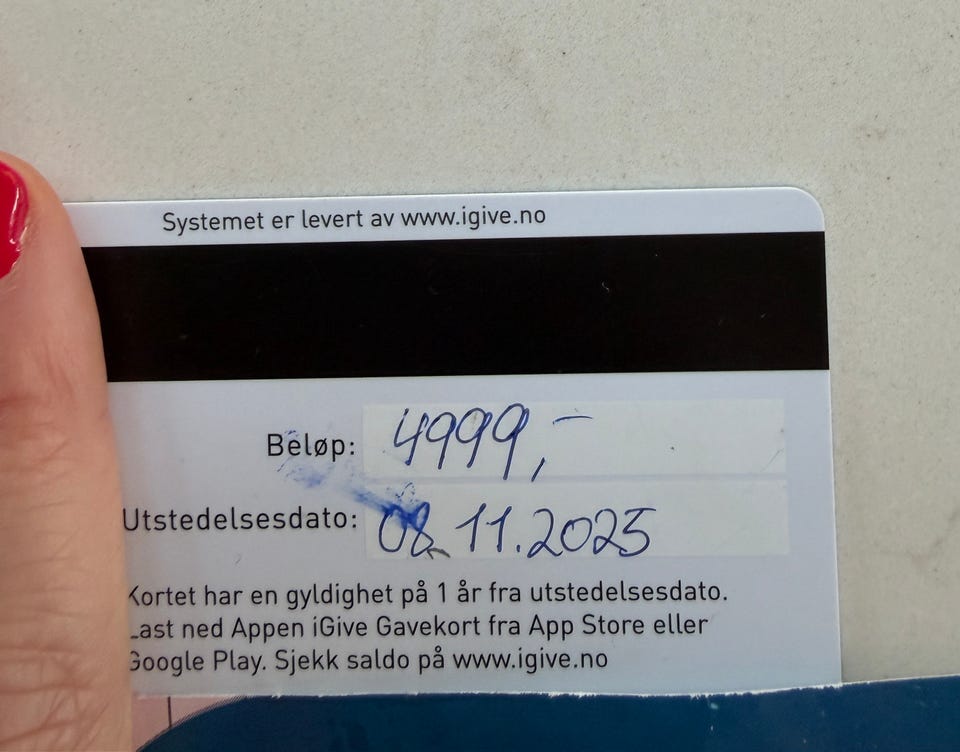 Systemet er levert av www.igive.no
Beløp: 4999,-
Utstedelsesdato: 08.11.2025
Kortet har en gyldighet på 1 år fra utstedelsesdato.
Last ned Appen iGive Gavekort fra App Store eller
Google Play. Sjekk saldo på www.igive.no